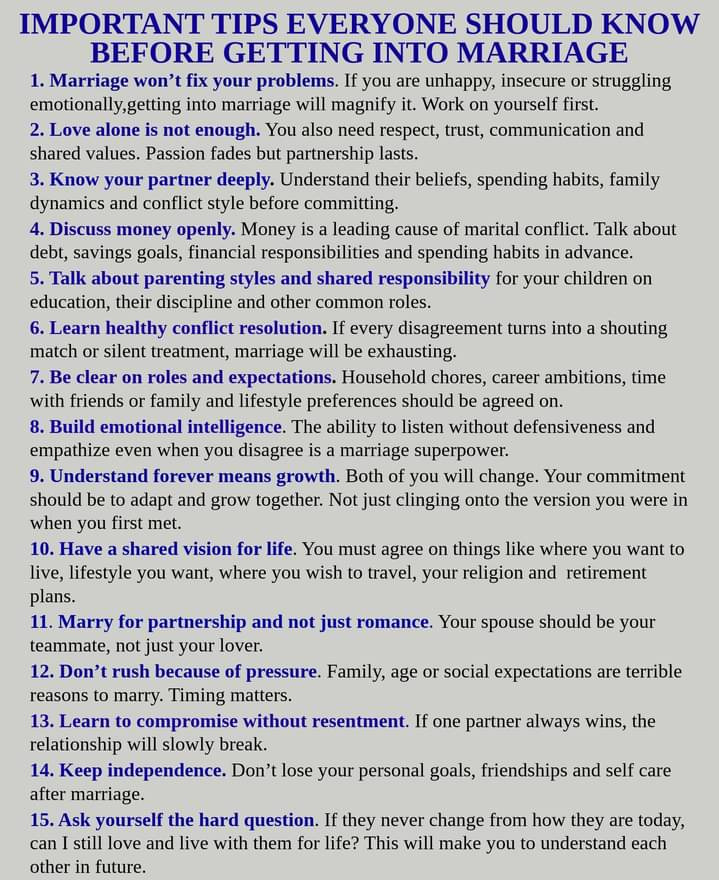 IMPORTANT TIPS EVERYONE SHOULD KNOW
BEFORE GETTING INTO MARRIAGE
1. Marriage won’t fix your problems. If you are unhappy, insecure or struggling
emotionally,getting into marriage will magnify it. Work on yourself first.
2. Love alone is not enough. You also need respect, trust, communication and
shared values. Passion fades but partnership lasts.
3. Know your partner deeply. Understand their beliefs, spending habits, family
dynamics and conflict style before committing.
4. Discuss money openly. Money is a leading cause of marital conflict. Talk about
debt, savings goals, financial responsibilities and spending habits in advance.
5. Talk about parenting styles and shared responsibility for your children on
education, their discipline and other common roles.
6. Learn healthy conflict resolution. If every disagreement turns into a shouting
match or silent treatment, marriage will be exhausting.
7. Be clear on roles and expectations. Household chores, career ambitions, time
with friends or family and lifestyle preferences should be agreed on.
8. Build emotional intelligence. The ability to listen without defensiveness and
empathize even when you disagree is a marriage superpower.
9. Understand forever means growth. Both of you will change. Your commitment
should be to adapt and grow together. Not just clinging onto the version you were in
when you first met.
10. Have a shared vision for life. You must agree on things like where you want to
live, lifestyle you want, where you wish to travel, your religion and  retirement
plans.
11. Marry for partnership and not just romance. Your spouse should be your
teammate, not just your lover.
12. Don’t rush because of pressure. Family, age or social expectations are terrible
reasons to marry. Timing matters.
13. Learn to compromise without resentment. If one partner always wins, the
relationship will slowly break.
14. Keep independence. Don’t lose your personal goals, friendships and self care
after marriage.
15. Ask yourself the hard question. If they never change from how they are today,
can I still love and live with them for life? This will make you to understand each
other in future.